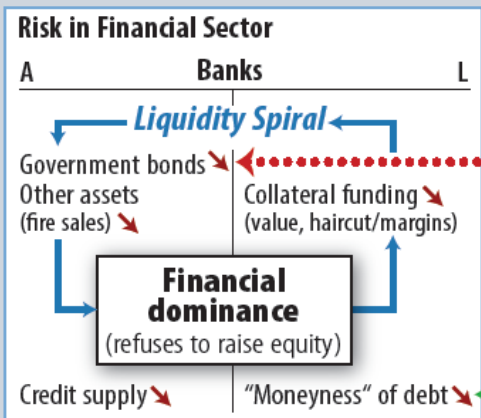 Risk in Financial Sector
A Banks L
Liquidity Spiral
Government bonds
Other assets
(fire sales)
Collateral funding
(value, haircut/margins)
Financial
dominance
(refuses to raise equity)
Credit supply
“Moneyness“ of debt